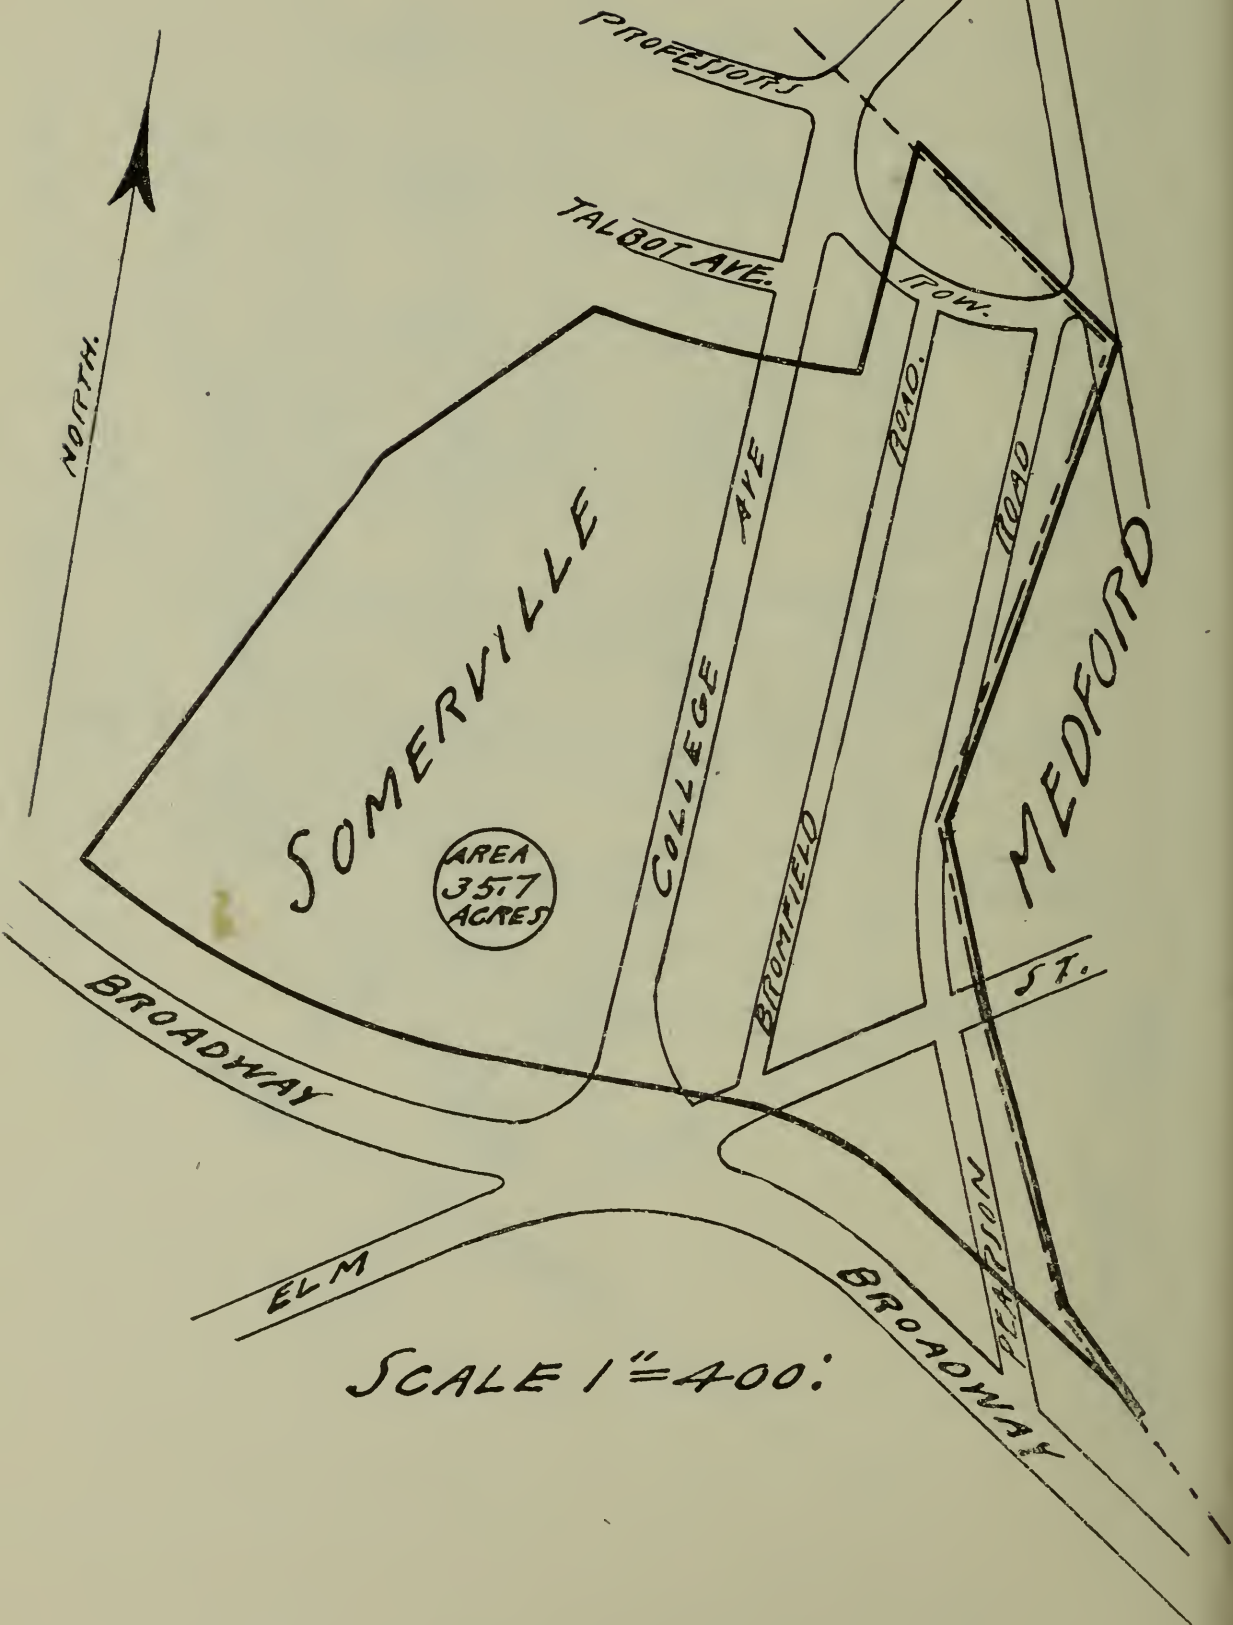 PROFESSORS
TALBOT AVE.
ROW.
NORTH.
ROAD.
AVE
ROAD
SOMERVILLE
MEDFORD
COLLEGE
AREA
35.7
ACRES
BROMFIELD
ST.
BROADWAY
PEARSON
ELM
BROADWAY
SCALE 1"=400'.